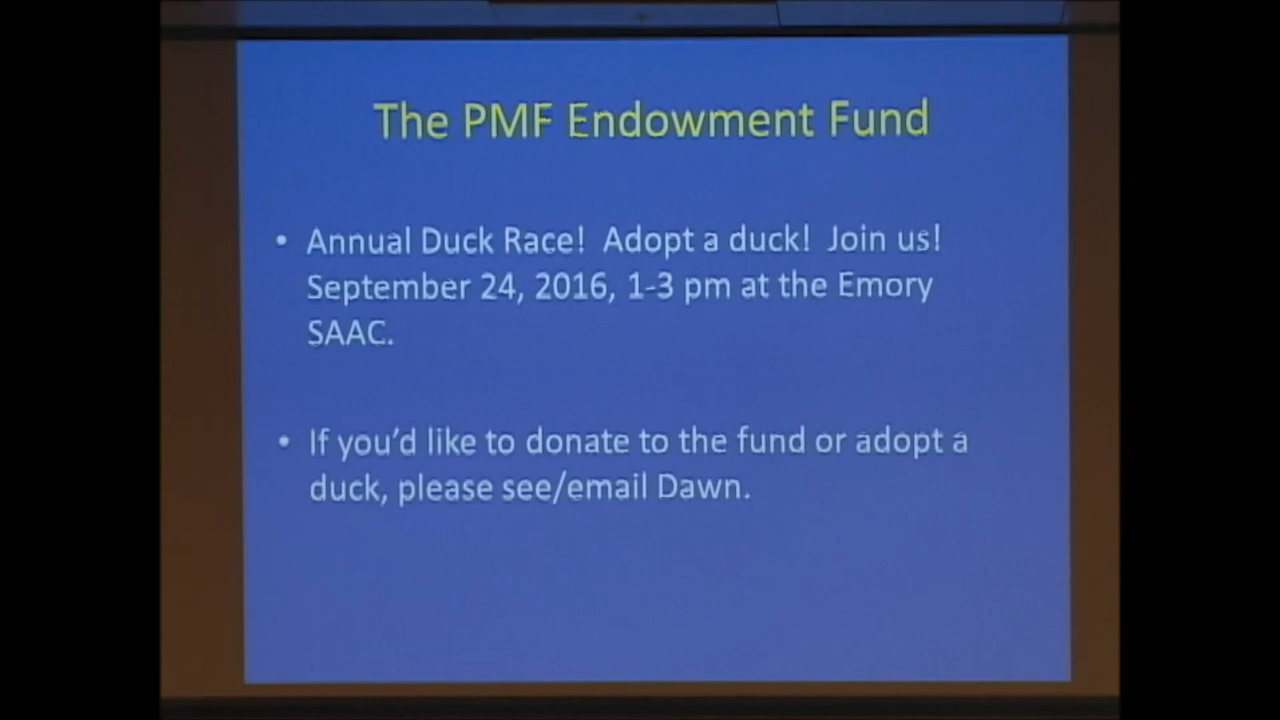 The PMF Endowment Fund
• Annual Duck Race!  Adopt a duck!  Join us!
September 24, 2016, 1-3 pm at the Emory
SAAC.
• If you'd like to donate to the fund or adopt a
duck, please see/email Dawn.